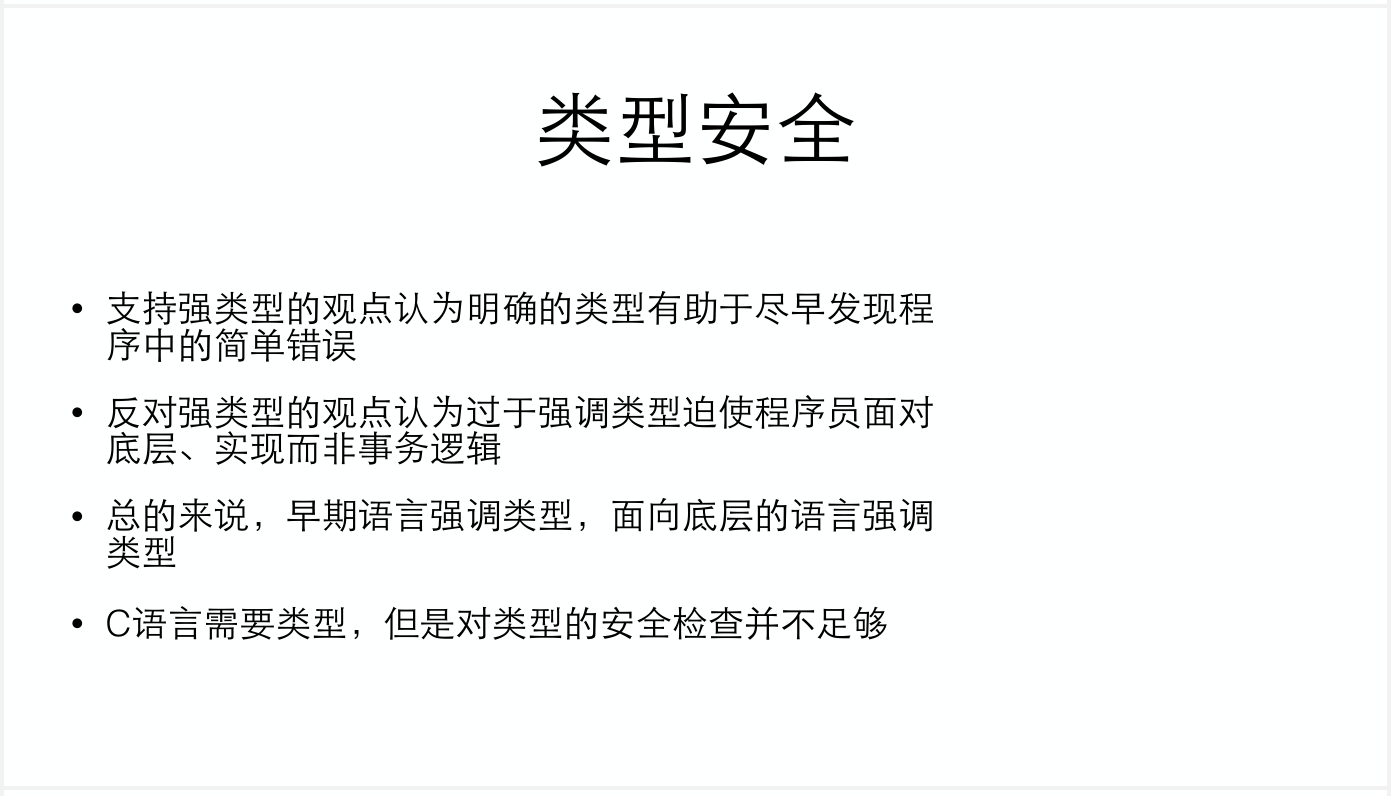 类型安全
• 支持强类型的观点认为明确的类型有助于尽早发现程
序中的简单错误
• 反对强类型的观点认为过于强调类型迫使程序员面对
底层、实现而非事务逻辑
• 总的来说，早期语言强调类型，面向底层的语言强调
类型
• C语言需要类型，但是对类型的安全检查并不足够